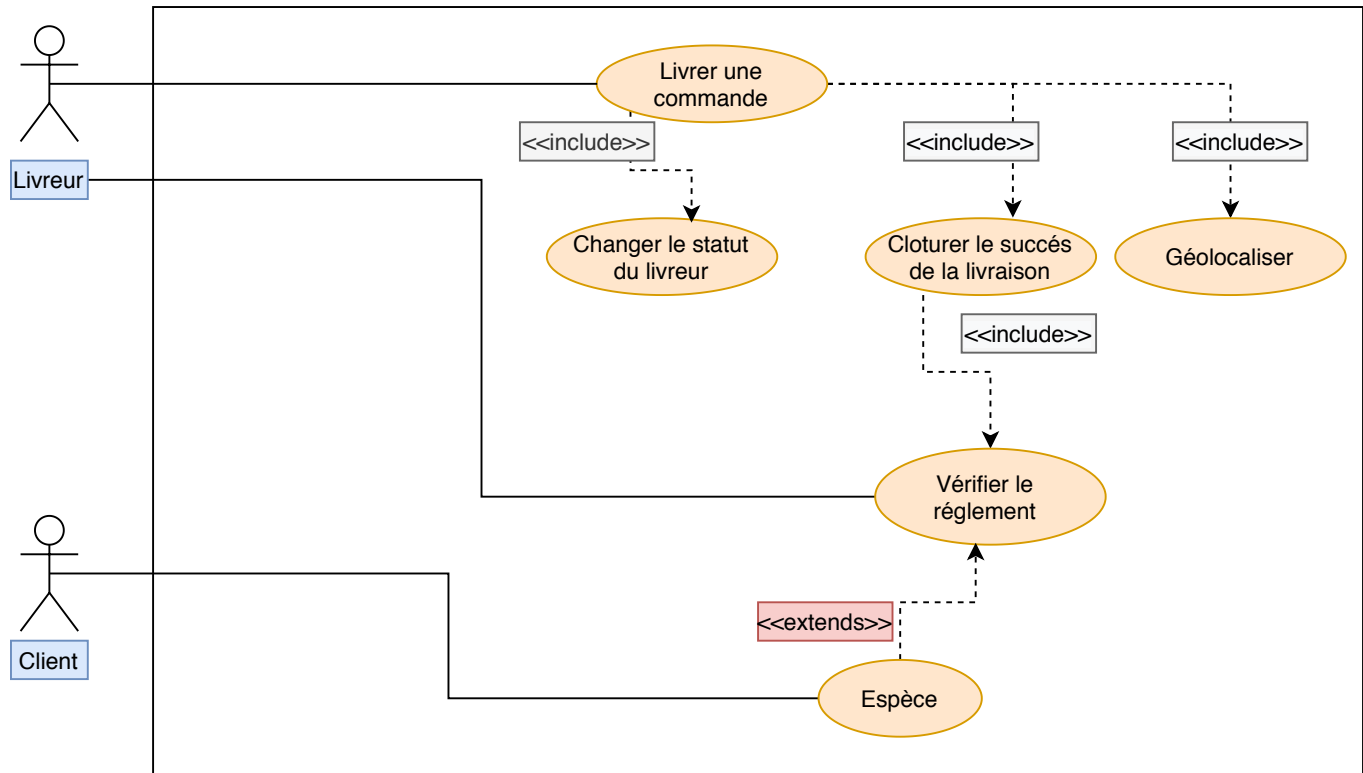 Livrer une
commande
<<include>>
<<include>>
<<include>>
Livreur
Changer le statut
du livreur
Cloturer le succés
de la livraison
Géolocaliser
<<include>>
Vérifier le
réglement
<<extends>>
Client
Espèce